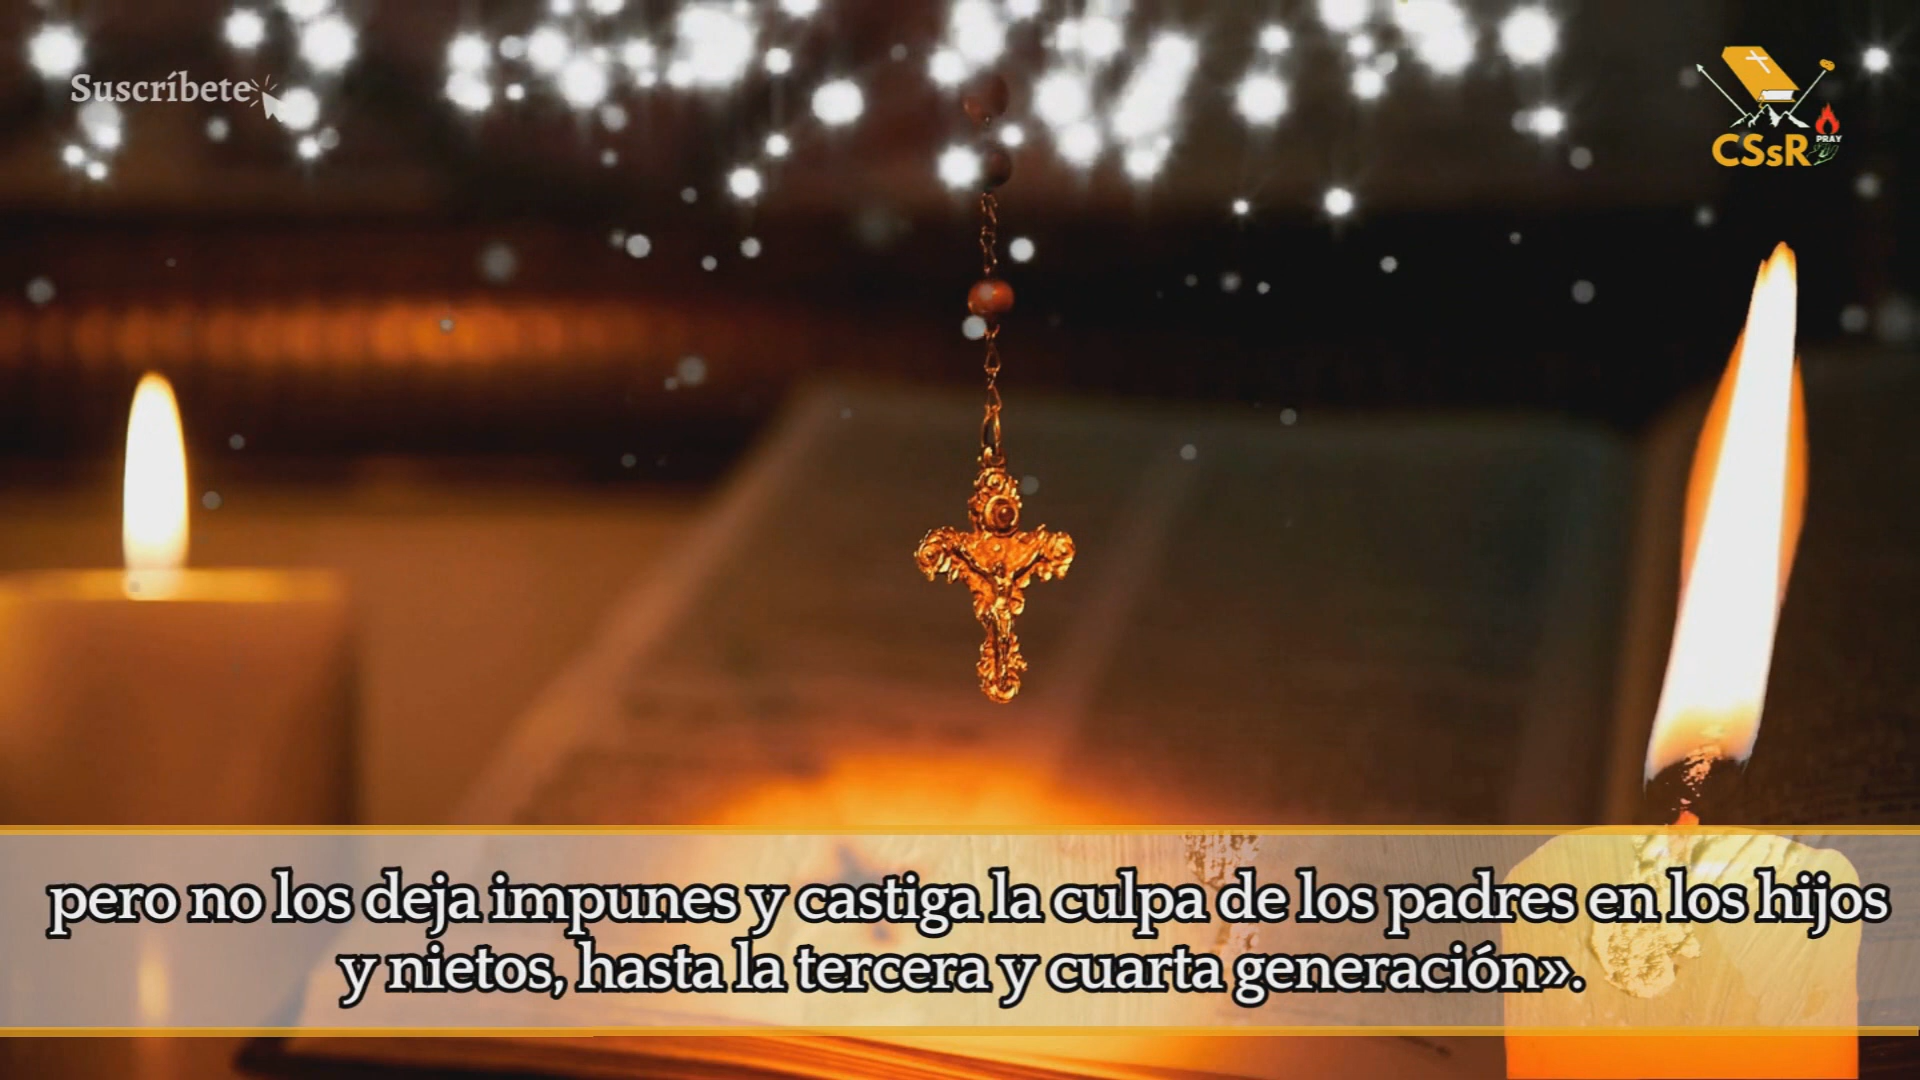 Suscríbete
CSsR
PRAY
pero no los deja impunes y castiga la culpa de los padres en los hijos
y nietos, hasta la tercera y cuarta generación».